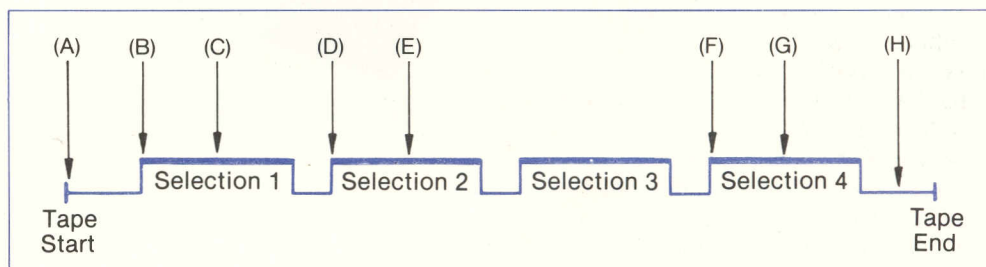 (A) (B) (C) (D) (E) (F) (G) (H)
Selection 1 Selection 2 Selection 3 Selection 4
Tape Start Tape End